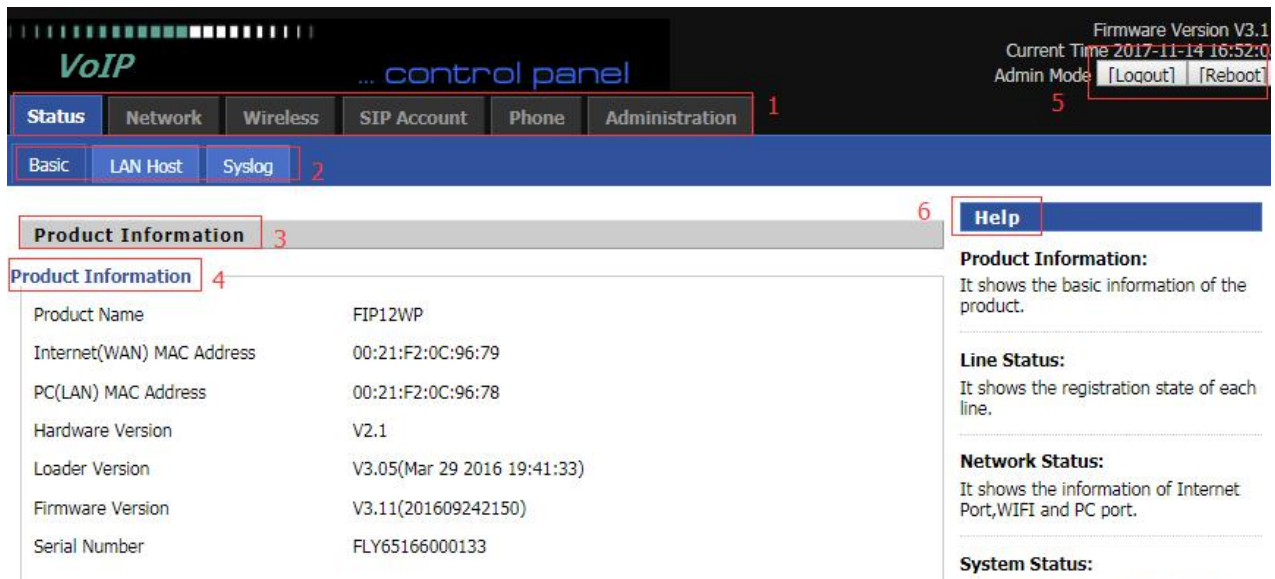 Firmware Version V3.1
Current Time 2017-11-14 16:52:0
VoIP
... control panel
Admin Mode [Logout] [Reboot]
5
Status Network Wireless SIP Account Phone Administration
1
Basic LAN Host Syslog
2
Product Information
3
Product Information
4
Product Name FIP12WP
Internet(WAN) MAC Address 00:21:F2:0C:96:79
PC(LAN) MAC Address 00:21:F2:0C:96:78
Hardware Version V2.1
Loader Version V3.05(Mar 29 2016 19:41:33)
Firmware Version V3.11(201609242150)
Serial Number FLY65166000133
6
Help
Product Information:
It shows the basic information of the
product.
Line Status:
It shows the registration state of each
line.
Network Status:
It shows the information of Internet
Port,WIFI and PC port.
System Status: